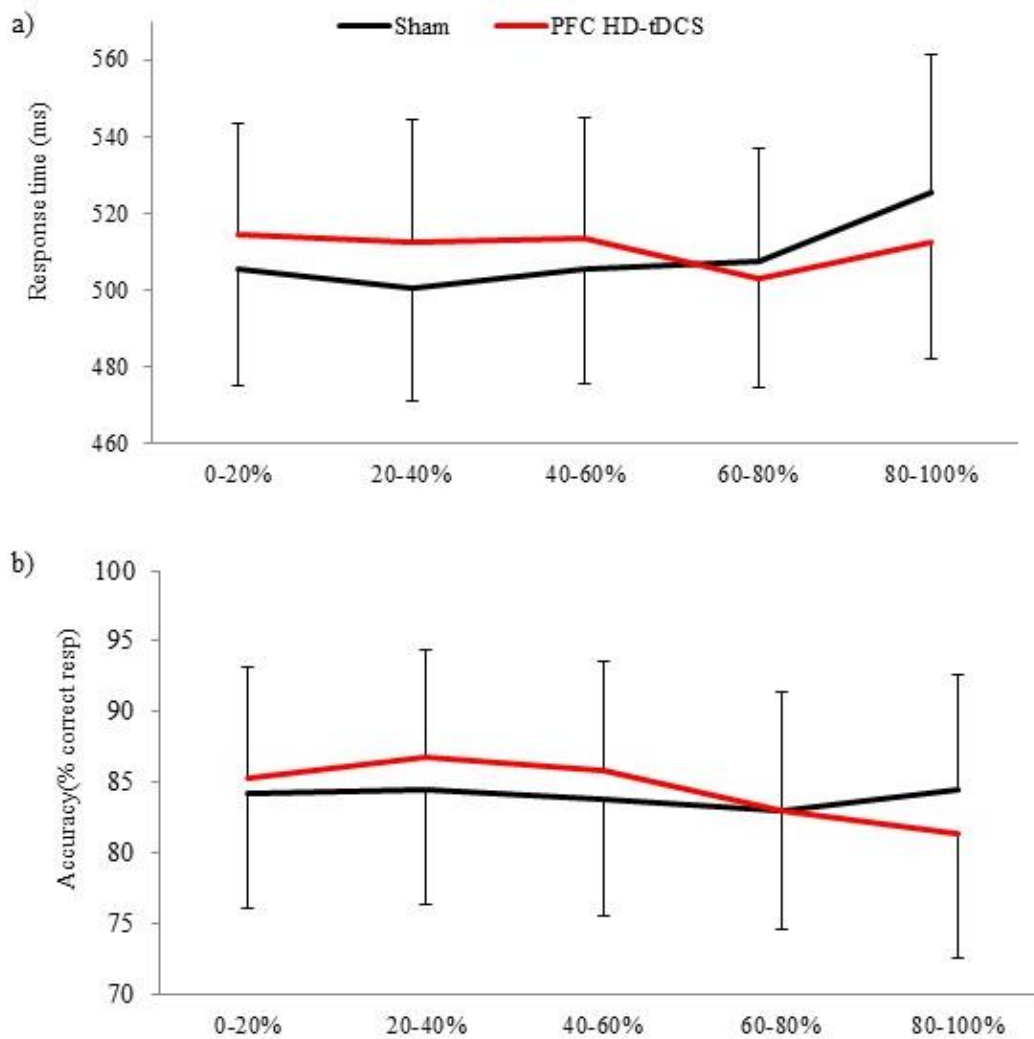 a)
Sham PFC HD-tDCS
Response time (ms)
560
540
520
500
480
460
0-20% 20-40% 40-60% 60-80% 80-100%
b)
Accuracy(% correct resp)
100
95
90
85
80
75
70
0-20% 20-40% 40-60% 60-80% 80-100%